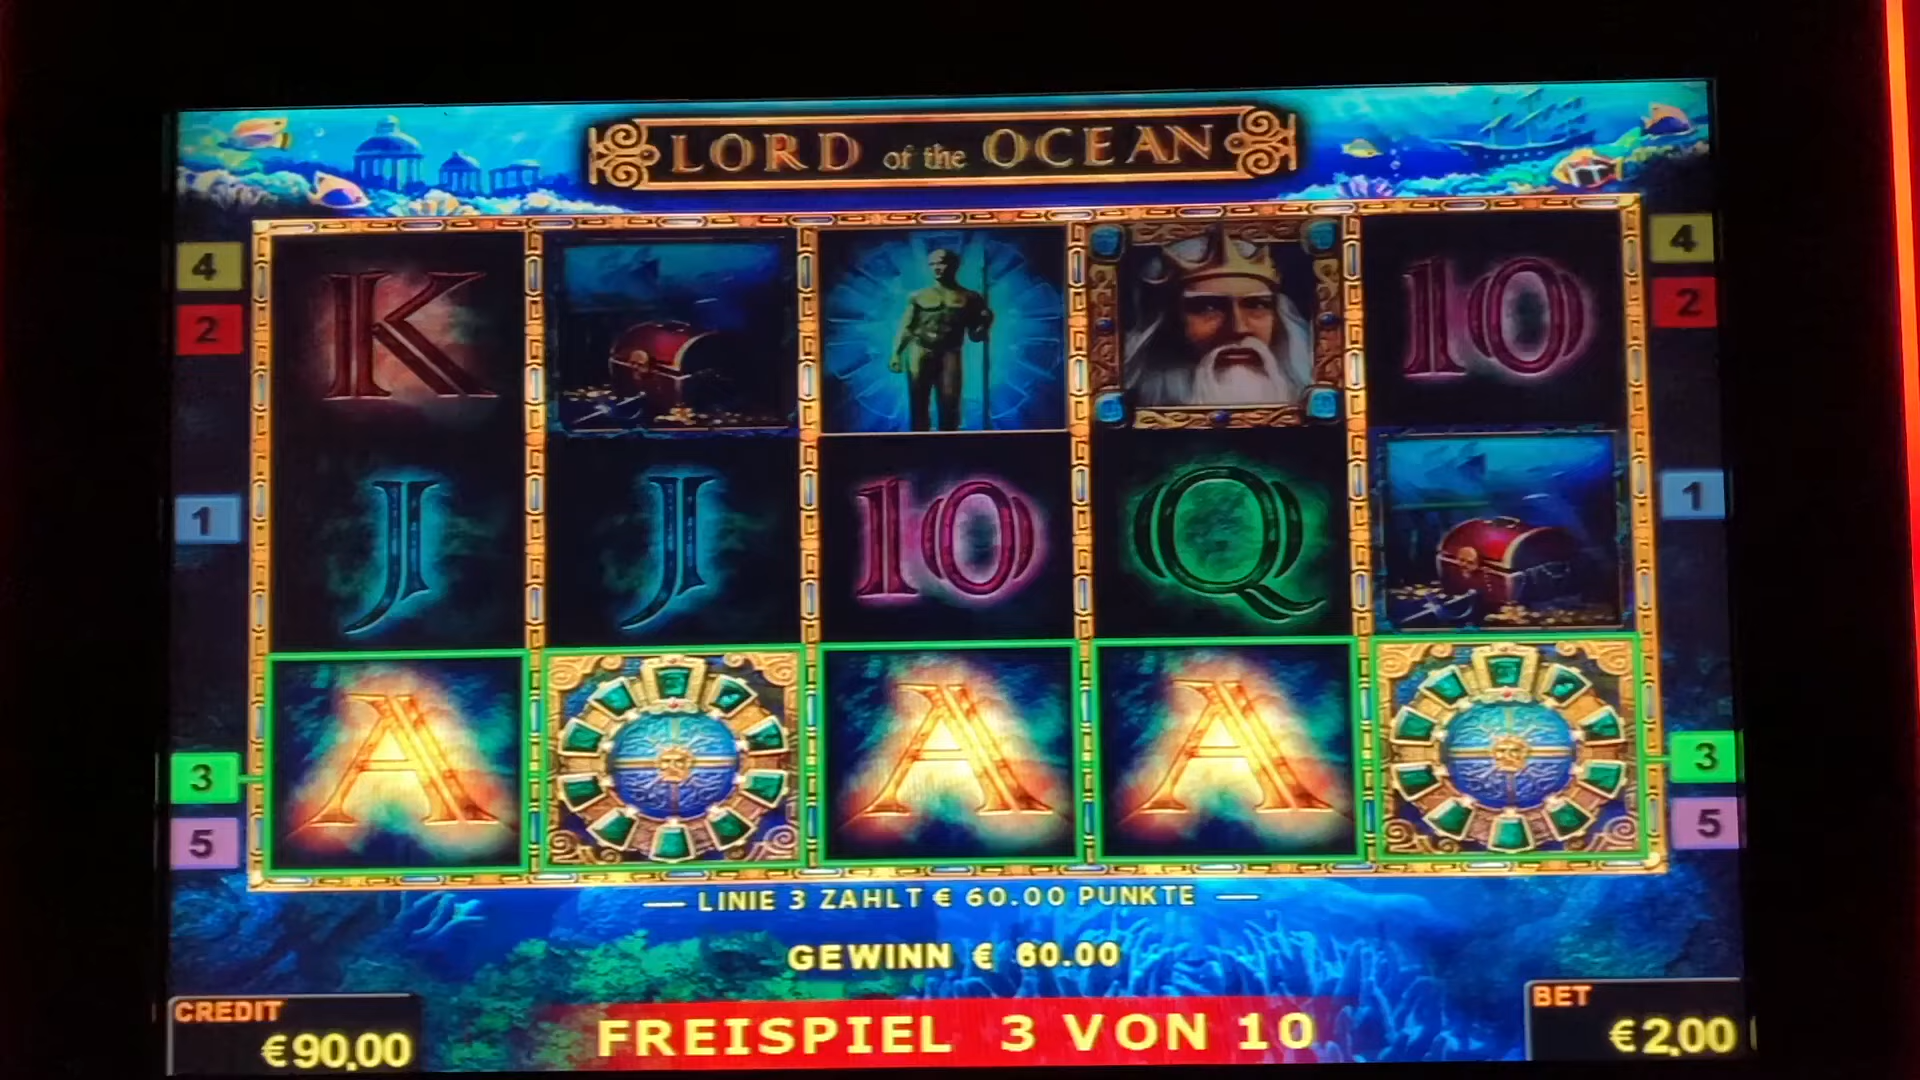 LORD of the OCEAN
4 4
2 K 10 2
1 J J 10 Q 1
3 A A A 3
5 5
LINIE 3 ZAHLT € 60.00 PUNKTE
GEWINN € 60.00
CREDIT
€90,00
FREISPIEL 3 VON 10
BET
€2,00